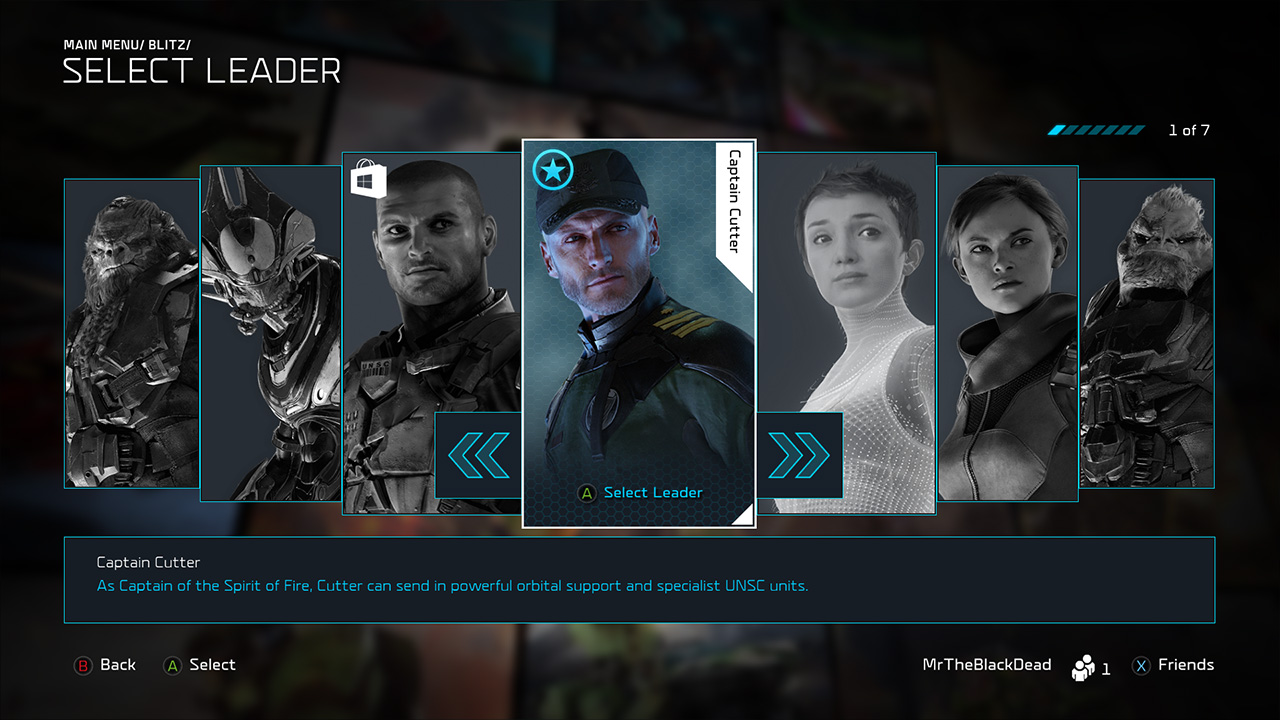 MAIN MENU/ BLITZ/
SELECT LEADER
1 of 7
Captain Cutter
UNSC
A Select Leader
Captain Cutter
As Captain of the Spirit of Fire, Cutter can send in powerful orbital support and specialist UNSC units.
B Back A Select MrTheBlackDead 1 X Friends